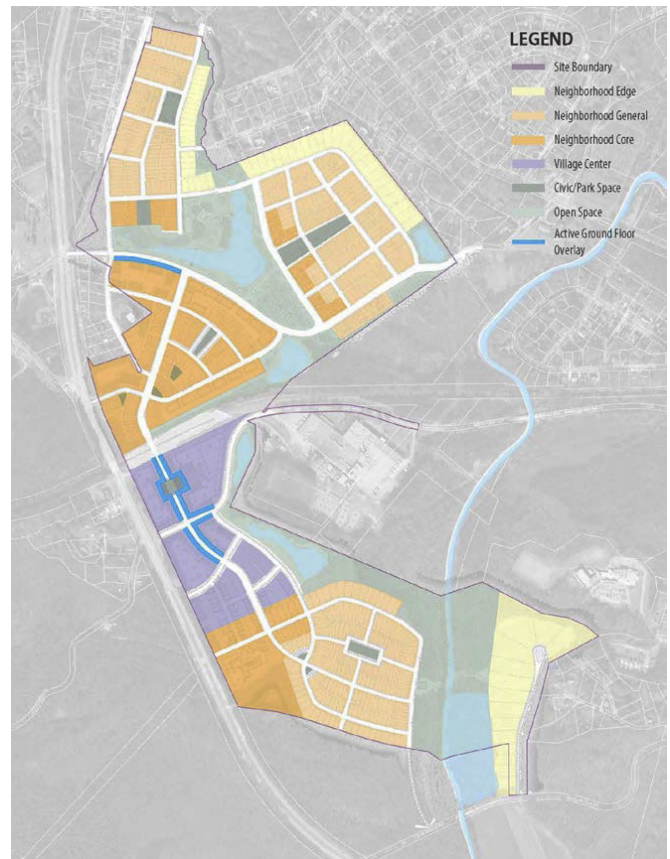 LEGEND
Site Boundary
Neighborhood Edge
Neighborhood General
Neighborhood Core
Village Center
Civic/Park Space
Open Space
Active Ground Floor
Overlay